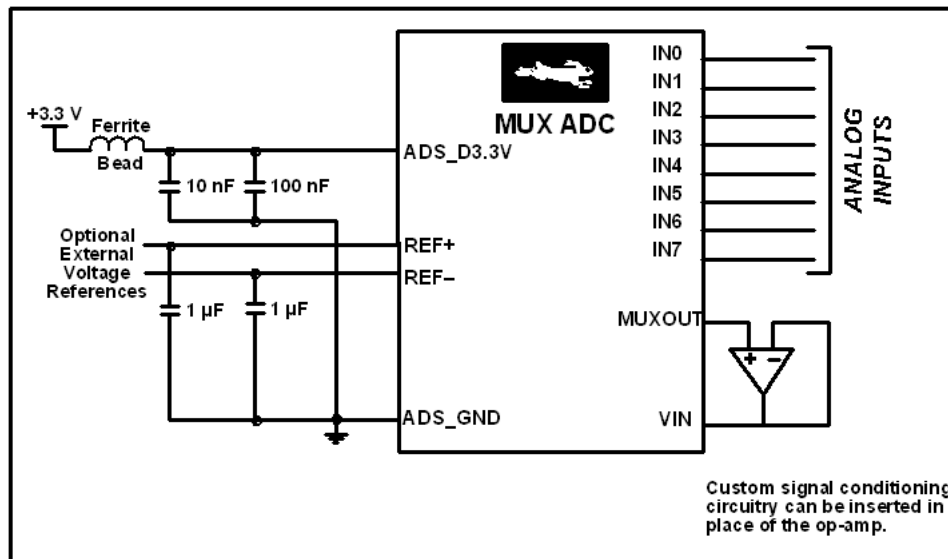 +3.3 V
Ferrite
Bead
10 nF
100 nF
Optional
External
Voltage
References
1 µF
1 µF
MUX ADC
ADS_D3.3V
REF+
REF–
ADS_GND
IN0
IN1
IN2
IN3
IN4
IN5
IN6
IN7
MUXOUT
VIN
+ –
ANALOG
INPUTS
Custom signal conditioning
circuitry can be inserted in
place of the op-amp.